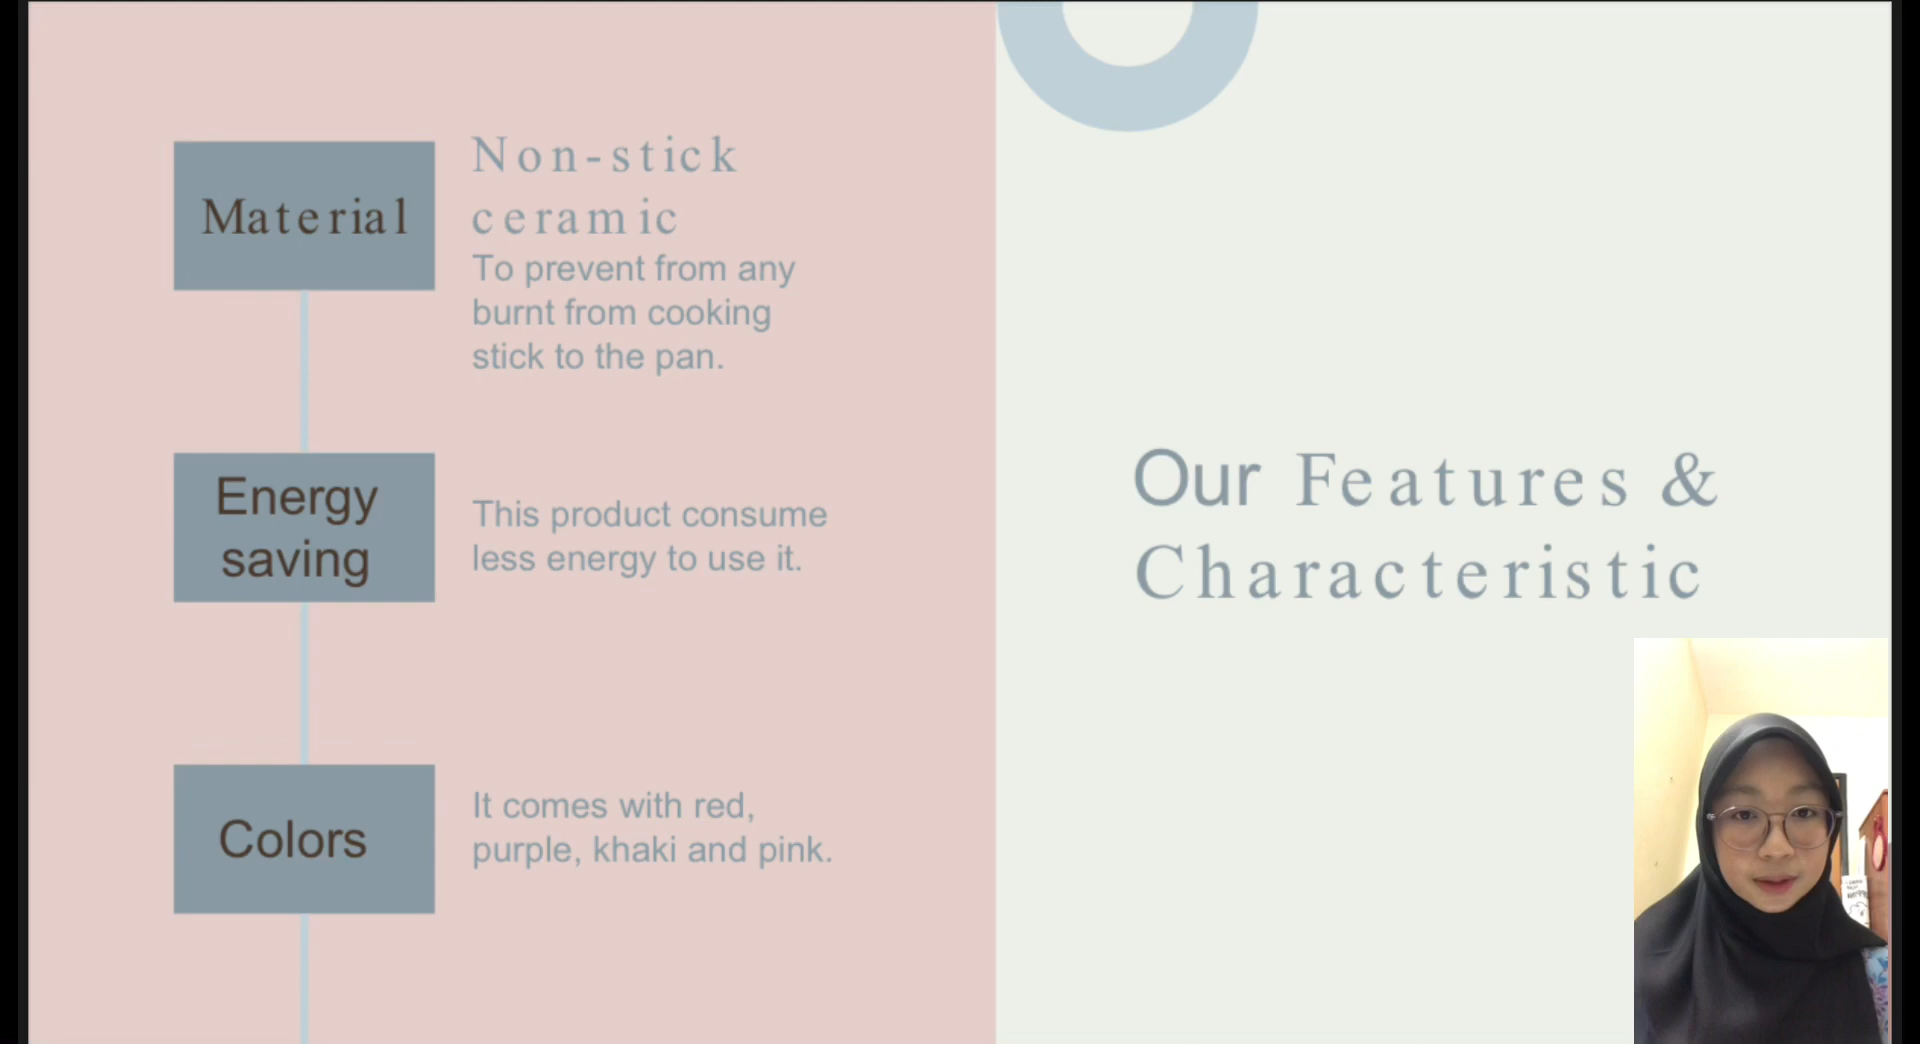 Material
Non-stick
ceramic
To prevent from any
burnt from cooking
stick to the pan.
Energy
saving
This product consume
less energy to use it.
Colors
It comes with red,
purple, khaki and pink.
Our Features &
Characteristic